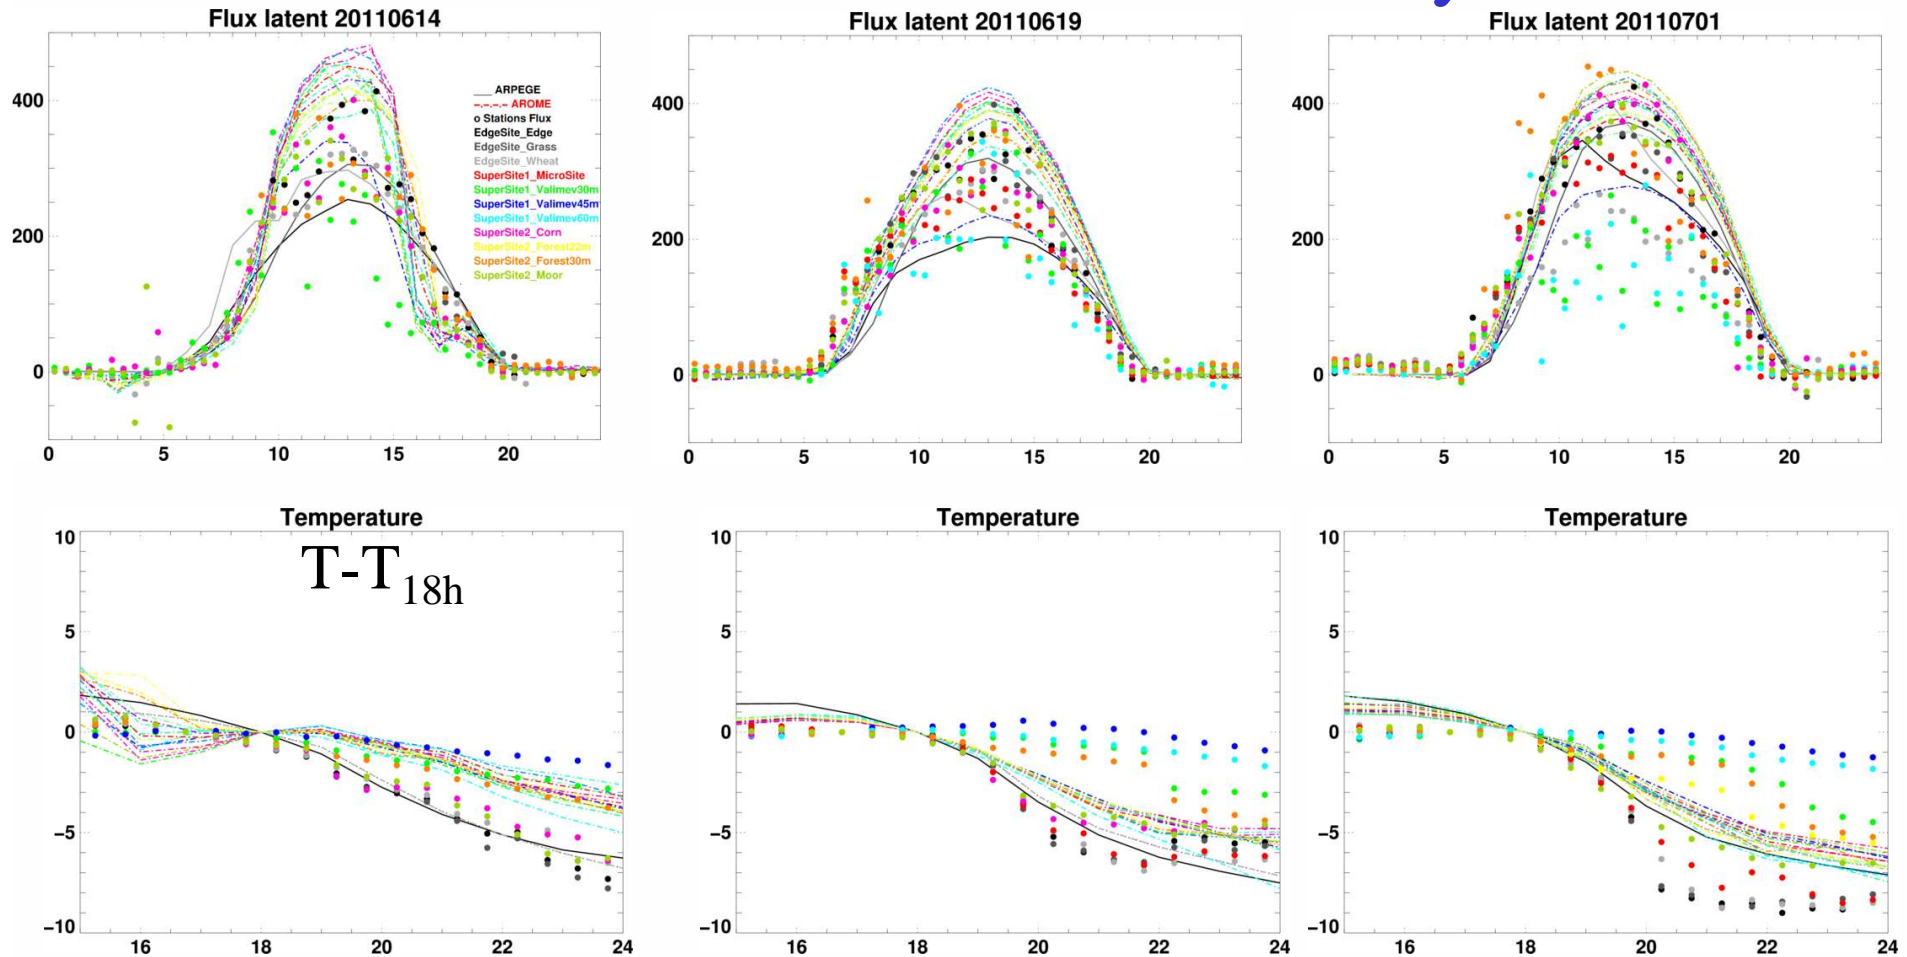 y
Flux latent 20110614
Flux latent 20110619
Flux latent 20110701
400
200
0
0 5 10 15 20
ARPEGE
AROME
o Stations Flux
EdgeSite_Edge
EdgeSite_Grass
EdgeSite_Wheat
SuperSite1_MicroSite
SuperSite1_Valimev30m
SuperSite1_Valimev45m
SuperSite1_Valimev60m
SuperSite2_Corn
SuperSite2_Forest22m
SuperSite2_Forest30m
SuperSite2_Moor
400
200
0
0 5 10 15 20
400
200
0
0 5 10 15 20
Temperature
T-T18h
10
5
0
−5
−10
16 18 20 22 24
Temperature
10
5
0
−5
−10
16 18 20 22 24
Temperature
10
5
0
−5
−10
16 18 20 22 24